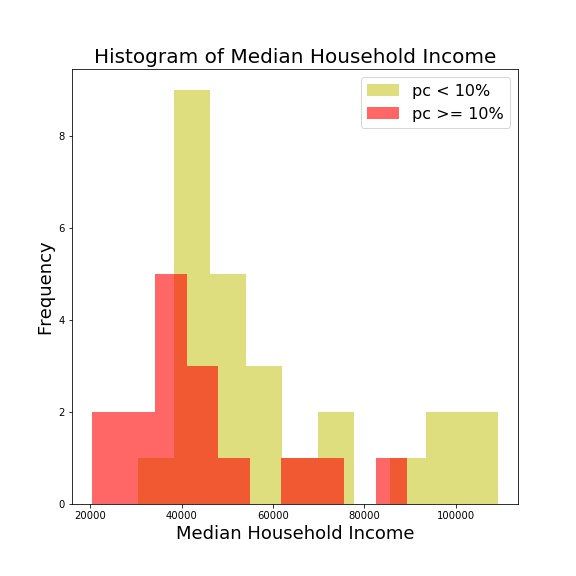 Histogram of Median Household Income
pc < 10%
pc >= 10%
Frequency
8
6
4
2
0
20000 40000 60000 80000 100000
Median Household Income